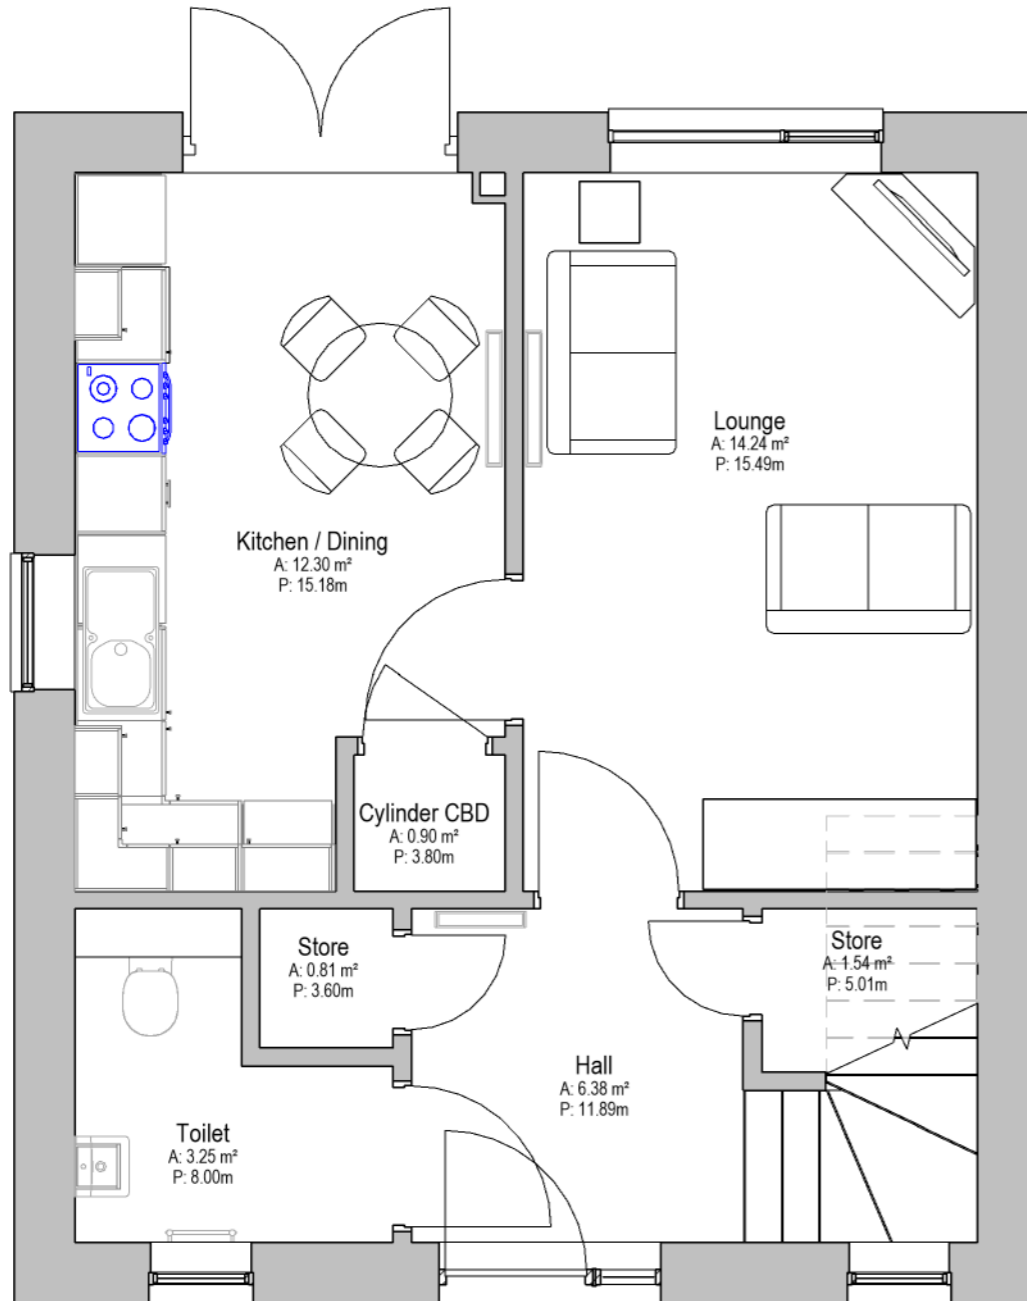 Lounge
A: 14.24 m²
P: 15.49m
Kitchen / Dining
A: 12.30 m²
P: 15.18m
Cylinder CBD
A: 0.90 m²
P: 3.80m
Store
A: 0.81 m²
P: 3.60m
Store
A: 1.54 m²
P: 5.01m
Hall
A: 6.38 m²
P: 11.89m
Toilet
A: 3.25 m²
P: 8.00m